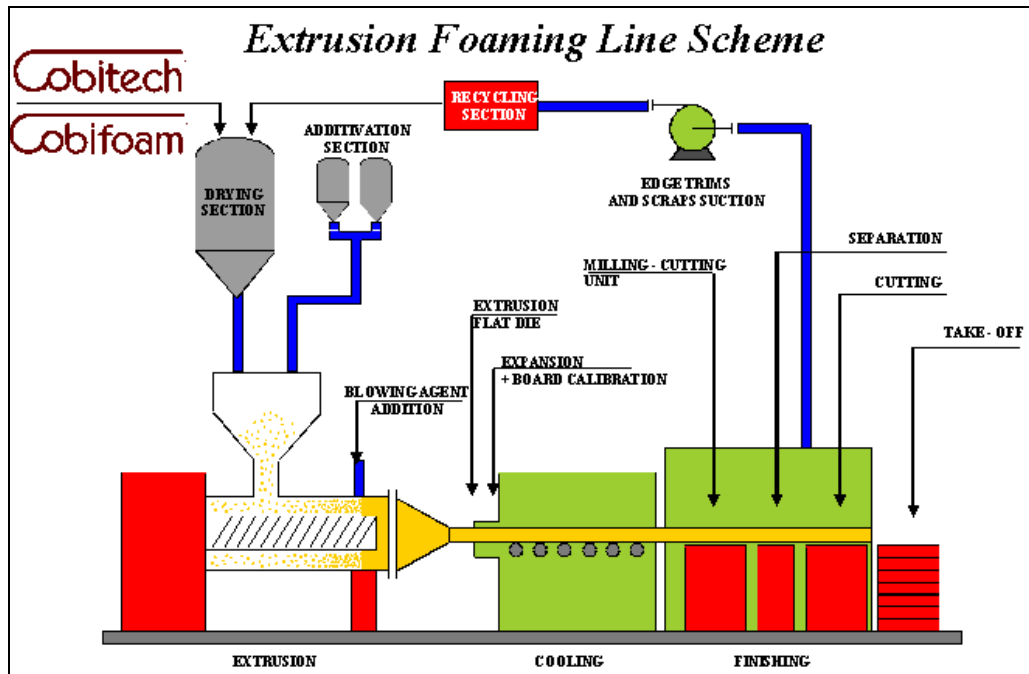 Extrusion Foaming Line Scheme
Cobitech
Cobifoam
RECYCLING
SECTION
ADDITIVATION
SECTION
DRYING
SECTION
EDGE TRIMS
AND SCRAPS SUCTION
SEPARATION
MILLING - CUTTING
UNIT
CUTTING
EXTRUSION
FLAT DIE
TAKE - OFF
EXPANSION
+ BOARD CALIBRATION
BLOWING AGENT
ADDITION
EXTRUSION
COOLING
FINISHING